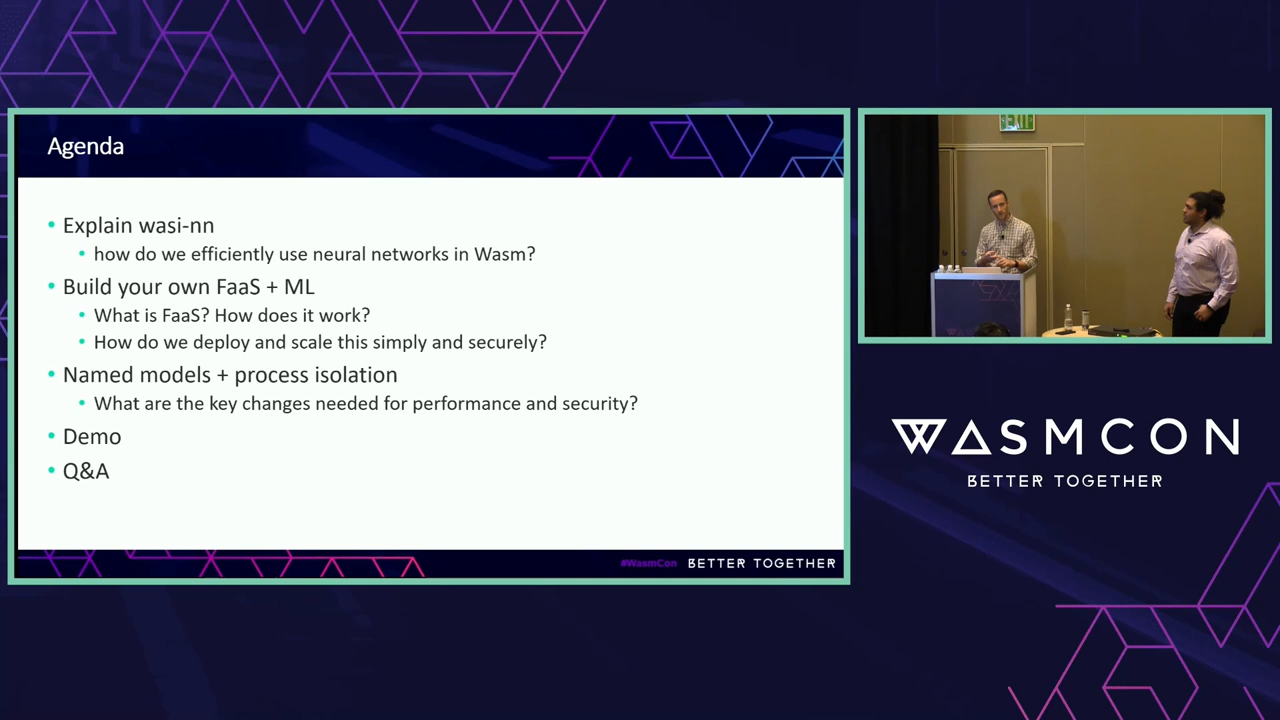 Agenda
• Explain wasi-nn
• how do we efficiently use neural networks in Wasm?
• Build your own FaaS + ML
• What is FaaS? How does it work?
• How do we deploy and scale this simply and securely?
• Named models + process isolation
• What are the key changes needed for performance and security?
• Demo
• Q&A
#WasmCon BETTER TOGETHER
EXIT
WASMCON
BETTER TOGETHER